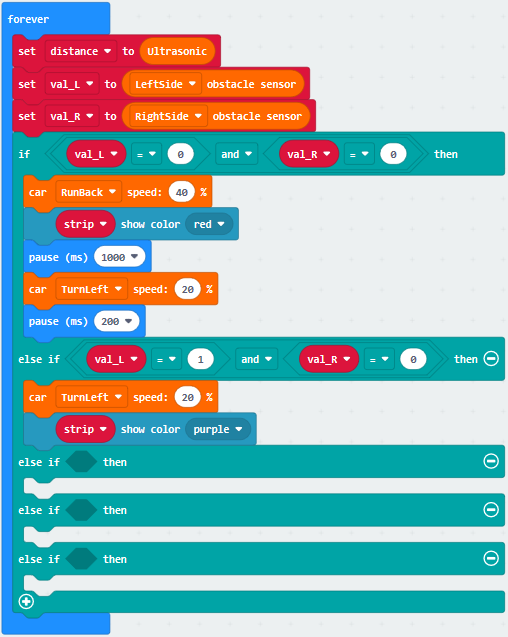 forever
set distance to Ultrasonic
set val_L to LeftSide obstacle sensor
set val_R to RightSide obstacle sensor
if val_L = 0 and val_R = 0 then
car RunBack speed: 40 %
strip show color red
pause (ms) 1000
car TurnLeft speed: 20 %
pause (ms) 200
else if val_L = 1 and val_R = 0 then
car TurnLeft speed: 20 %
strip show color purple
else if then
else if then
else if then